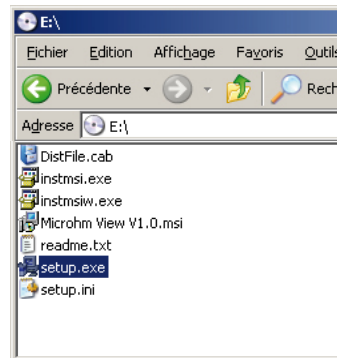 E:\
Fichier Edition Affichage Favoris Outils
Précédente Rech
Adresse E:\
DistFile.cab
instmsi.exe
instmsiw.exe
Microhm View V1.0.msi
readme.txt
setup.exe
setup.ini